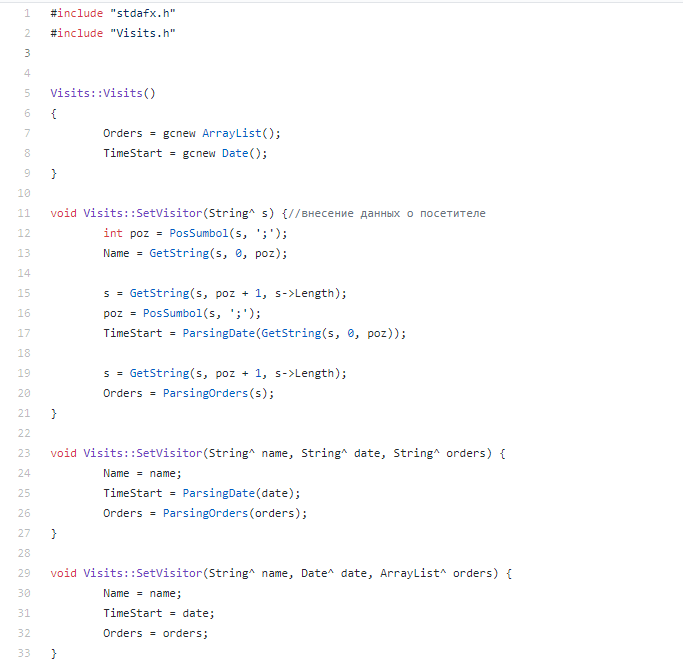 1 #include "stdafx.h"
2 #include "Visits.h"
3
4
5 Visits::Visits()
6 {
7 Orders = gcnew ArrayList();
8 TimeStart = gcnew Date();
9 }
10
11 void Visits::SetVisitor(String^ s) {//внесение данных о посетителе
12 int poz = PosSumbol(s, ';');
13 Name = GetString(s, 0, poz);
14
15 s = GetString(s, poz + 1, s->Length);
16 poz = PosSumbol(s, ';');
17 TimeStart = ParsingDate(GetString(s, 0, poz));
18
19 s = GetString(s, poz + 1, s->Length);
20 Orders = ParsingOrders(s);
21 }
22
23 void Visits::SetVisitor(String^ name, String^ date, String^ orders) {
24 Name = name;
25 TimeStart = ParsingDate(date);
26 Orders = ParsingOrders(orders);
27 }
28
29 void Visits::SetVisitor(String^ name, Date^ date, ArrayList^ orders) {
30 Name = name;
31 TimeStart = date;
32 Orders = orders;
33 }